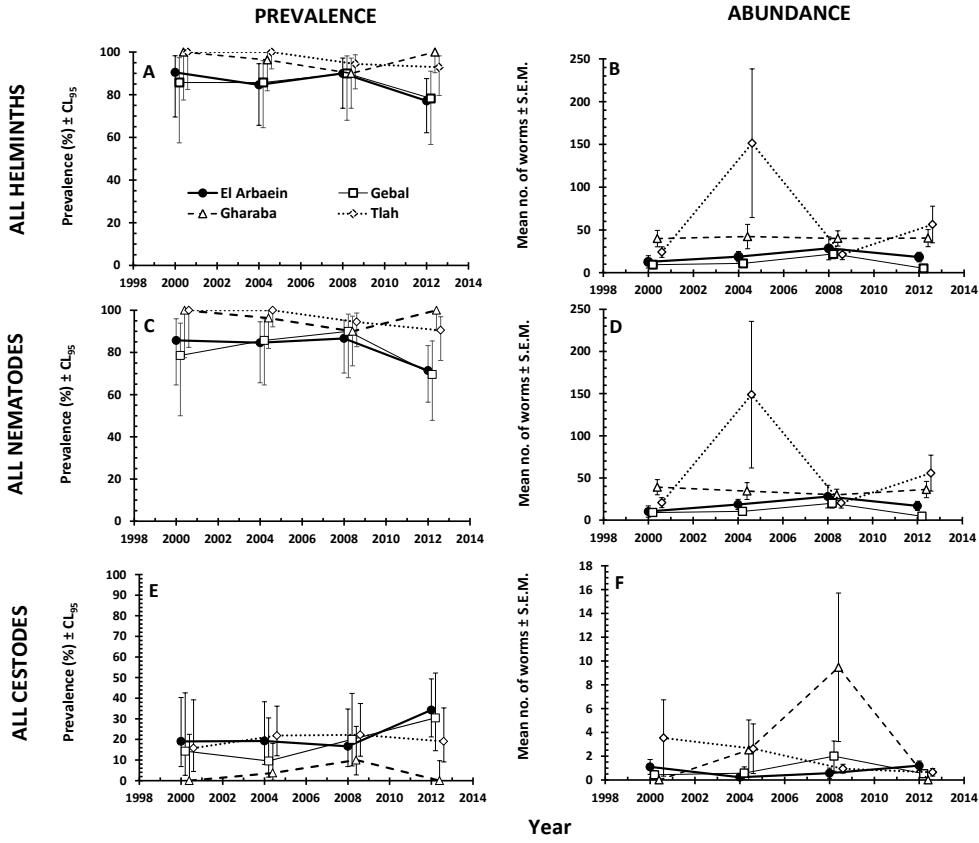 PREVALENCE
ABUNDANCE
ALL HELMINTHS
Prevalence (%) ± CL95
100
80
60
40
20
0
A
El Arbaein
Gebal
Gharaba
Tlah
1998 2000 2002 2004 2006 2008 2010 2012 2014
Mean no. of worms ± S.E.M.
250
200
150
100
50
0
B
1998 2000 2002 2004 2006 2008 2010 2012 2014
ALL NEMATODES
Prevalence (%) ± CL95
100
80
60
40
20
0
C
1998 2000 2002 2004 2006 2008 2010 2012 2014
Mean no. of worms ± S.E.M.
250
200
150
100
50
0
D
1998 2000 2002 2004 2006 2008 2010 2012 2014
ALL CESTODES
Prevalence (%) ± CL95
100
90
80
70
60
50
40
30
20
10
0
E
1998 2000 2002 2004 2006 2008 2010 2012 2014
Mean no. of worms ± S.E.M.
18
16
14
12
10
8
6
4
2
0
F
1998 2000 2002 2004 2006 2008 2010 2012 2014
Year